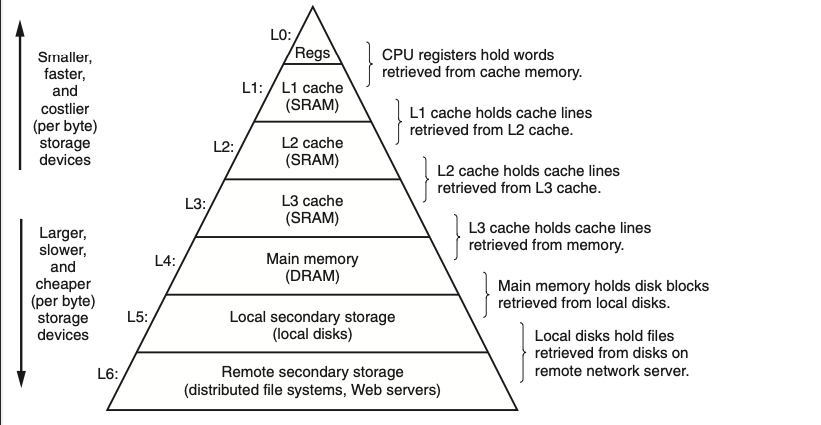 L0:
Regs
CPU registers hold words
retrieved from cache memory.
Smaller,
faster,
and
costlier
(per byte)
storage
devices
L1:
L1 cache
(SRAM)
L1 cache holds cache lines
retrieved from L2 cache.
L2:
L2 cache
(SRAM)
L2 cache holds cache lines
retrieved from L3 cache.
L3:
L3 cache
(SRAM)
L3 cache holds cache lines
retrieved from memory.
Larger,
slower,
and
cheaper
(per byte)
storage
devices
L4:
Main memory
(DRAM)
Main memory holds disk blocks
retrieved from local disks.
L5:
Local secondary storage
(local disks)
Local disks hold files
retrieved from disks on
remote network server.
L6:
Remote secondary storage
(distributed file systems, Web servers)